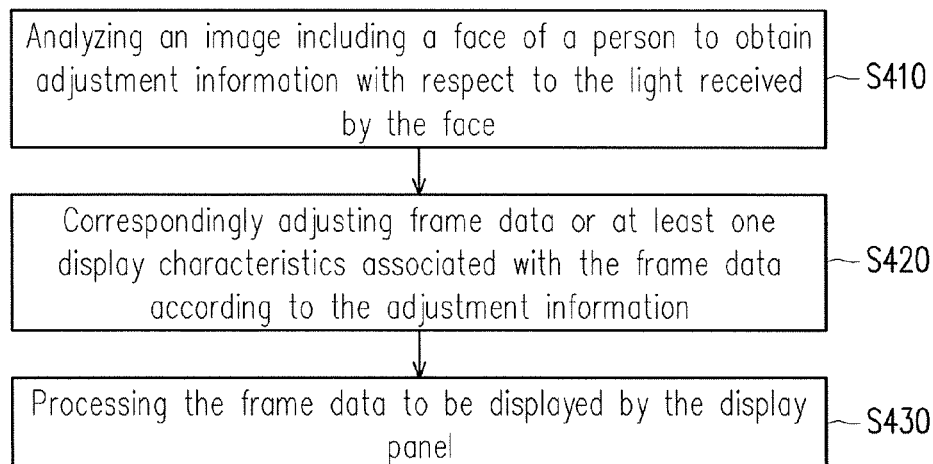 Analyzing an image including a face of a person to obtain
adjustment information with respect to the light received
by the face
S410
Correspondingly adjusting frame data or at least one
display characteristics associated with the frame data
according to the adjustment information
S420
Processing the frame data to be displayed by the display
panel
S430